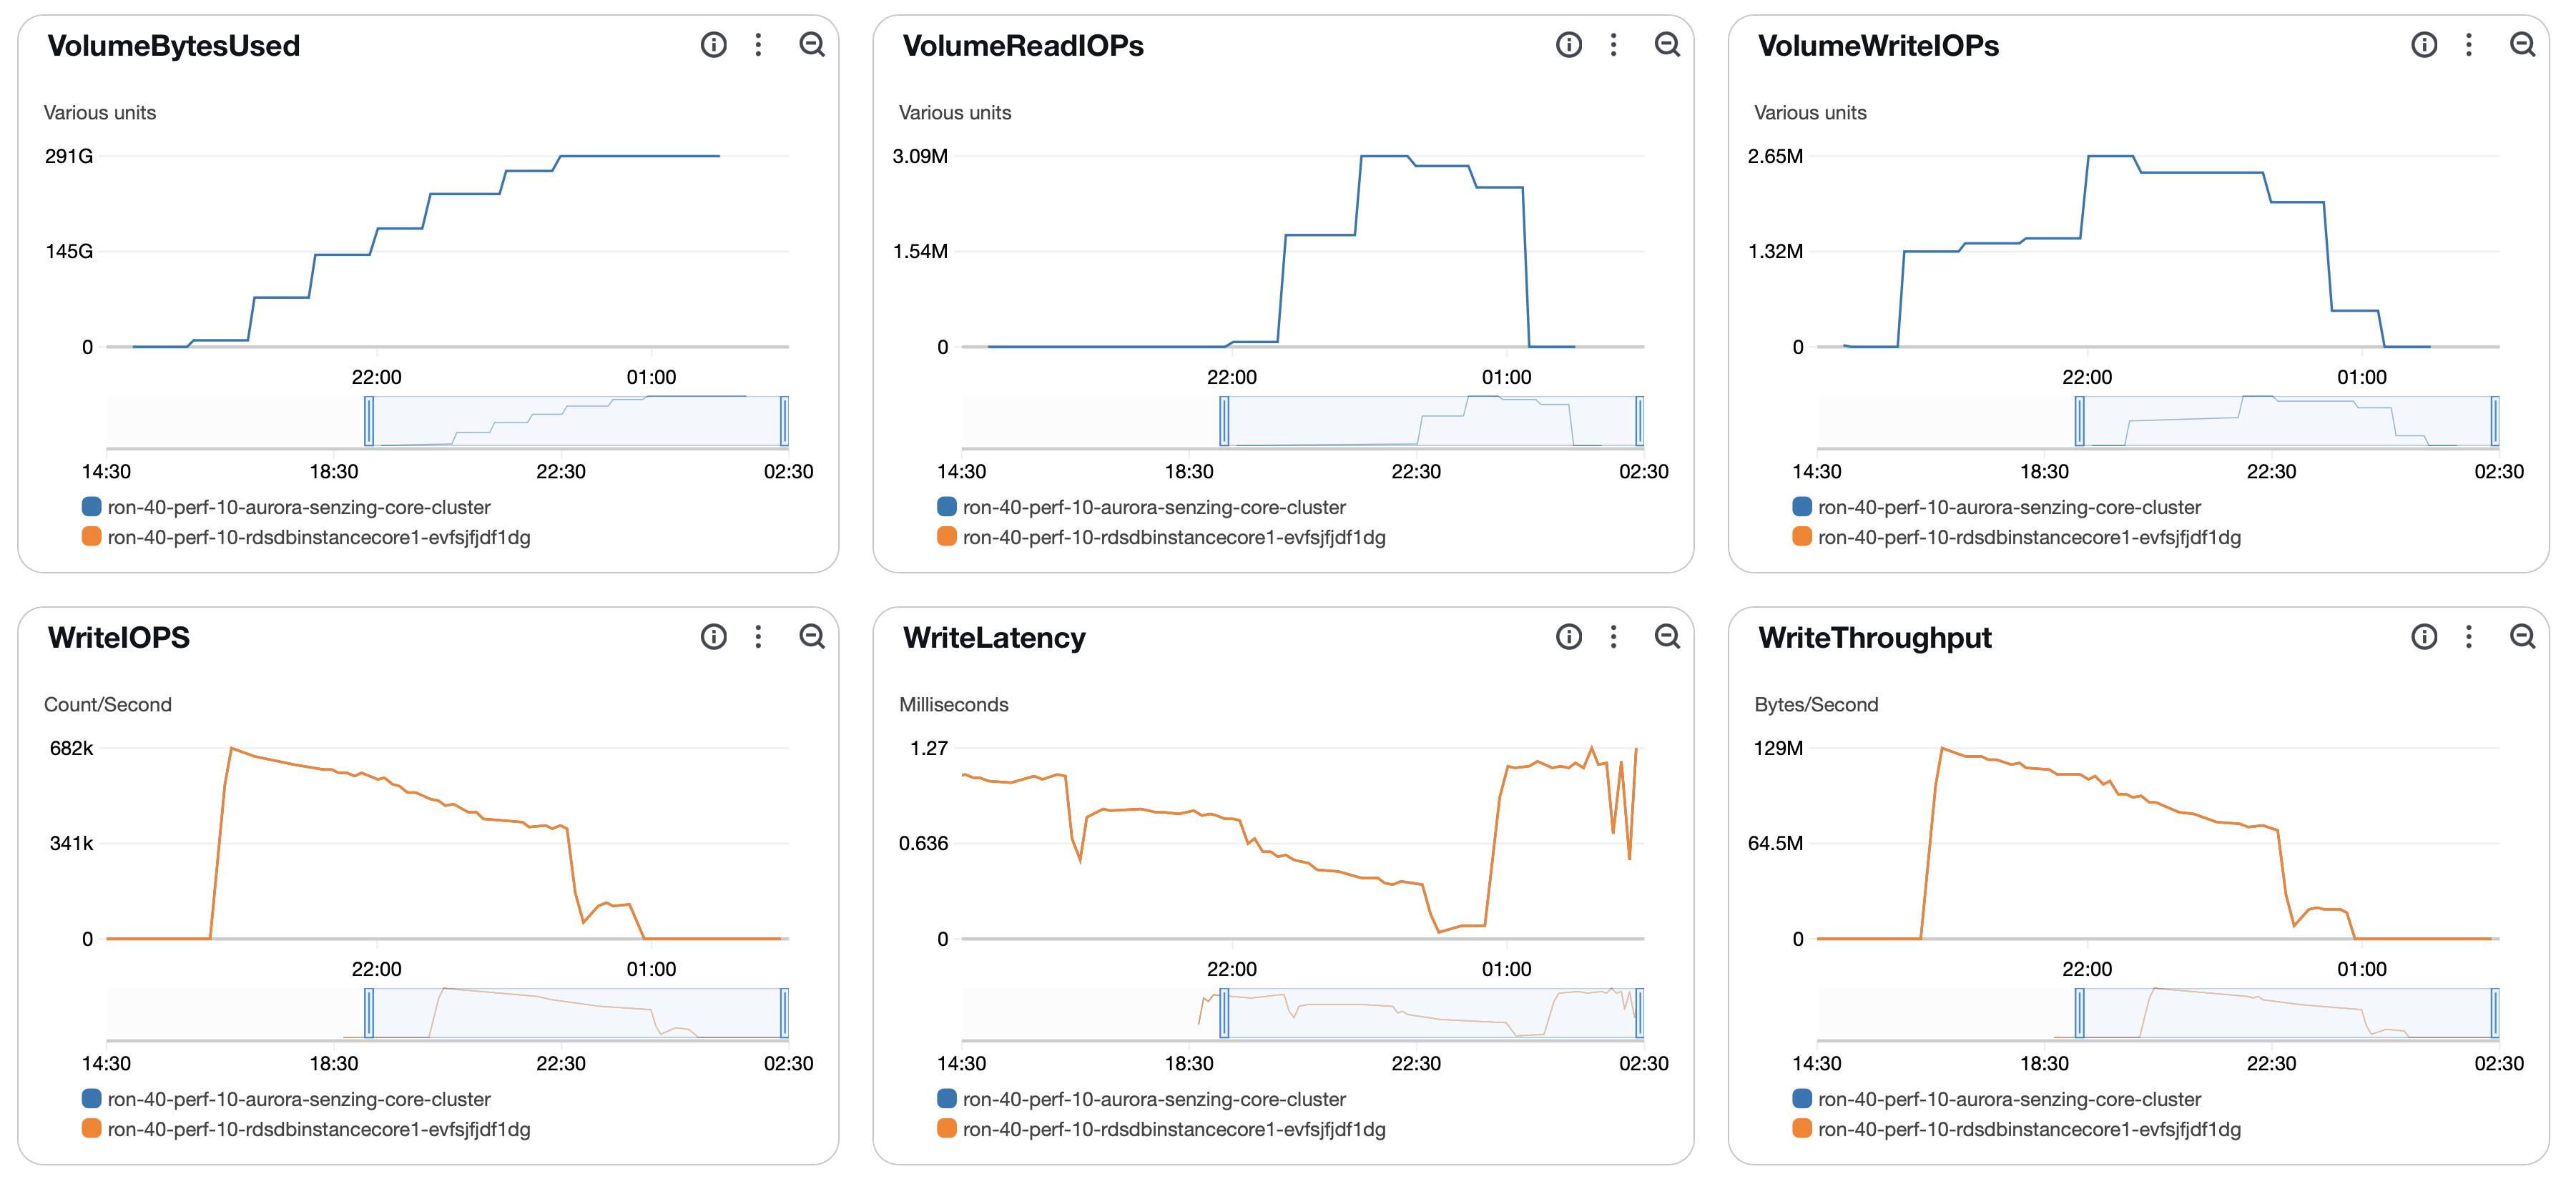 VolumeBytesUsed
Various units
291G
145G
0
22:00 01:00
14:30 18:30 22:30 02:30
ron-40-perf-10-aurora-senzing-core-cluster
ron-40-perf-10-rdsdbinstancecore1-evfsjfjdf1dg
VolumeReadIOPs
Various units
3.09M
1.54M
0
22:00 01:00
14:30 18:30 22:30 02:30
ron-40-perf-10-aurora-senzing-core-cluster
ron-40-perf-10-rdsdbinstancecore1-evfsjfjdf1dg
VolumeWriteIOPs
Various units
2.65M
1.32M
0
22:00 01:00
14:30 18:30 22:30 02:30
ron-40-perf-10-aurora-senzing-core-cluster
ron-40-perf-10-rdsdbinstancecore1-evfsjfjdf1dg
WriteIOPS
Count/Second
682k
341k
0
22:00 01:00
14:30 18:30 22:30 02:30
ron-40-perf-10-aurora-senzing-core-cluster
ron-40-perf-10-rdsdbinstancecore1-evfsjfjdf1dg
WriteLatency
Milliseconds
1.27
0.636
0
22:00 01:00
14:30 18:30 22:30 02:30
ron-40-perf-10-aurora-senzing-core-cluster
ron-40-perf-10-rdsdbinstancecore1-evfsjfjdf1dg
WriteThroughput
Bytes/Second
129M
64.5M
0
22:00 01:00
14:30 18:30 22:30 02:30
ron-40-perf-10-aurora-senzing-core-cluster
ron-40-perf-10-rdsdbinstancecore1-evfsjfjdf1dg